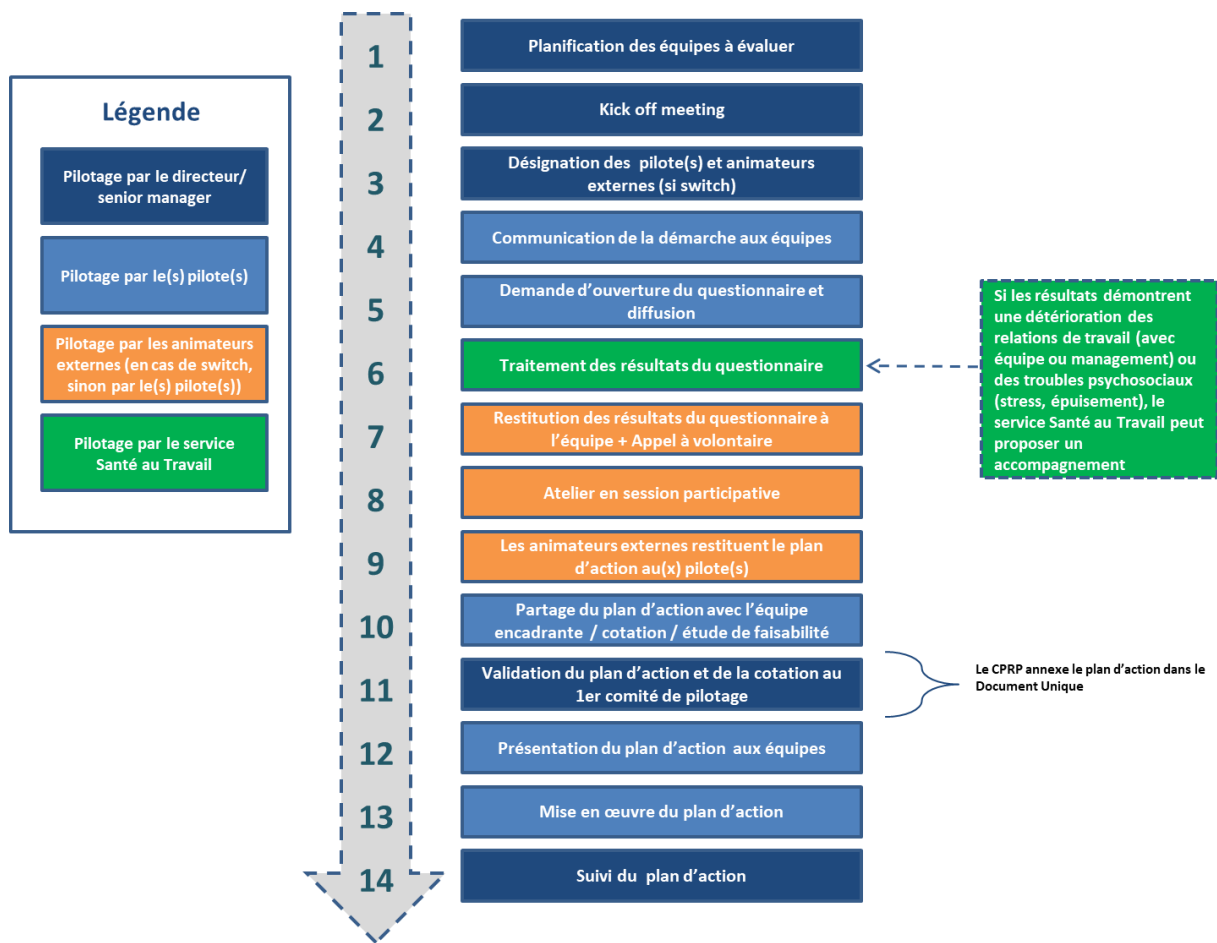 Légende
Pilotage par le directeur/
senior manager
Pilotage par le(s) pilote(s)
Pilotage par les animateurs
externes (en cas de switch,
sinon par le(s) pilote(s))
Pilotage par le service
Santé au Travail
1
Planification des équipes à évaluer
2
Kick off meeting
3
Désignation des pilote(s) et animateurs
externes (si switch)
4
Communication de la démarche aux équipes
5
Demande d’ouverture du questionnaire et
diffusion
6
Traitement des résultats du questionnaire
Si les résultats démontrent
une détérioration des
relations de travail (avec
équipe ou management) ou
des troubles psychosociaux
(stress, épuisement), le
service Santé au Travail peut
proposer un
accompagnement
7
Restitution des résultats du questionnaire à
l’équipe + Appel à volontaire
8
Atelier en session participative
9
Les animateurs externes restituent le plan
d’action au(x) pilote(s)
10
Partage du plan d’action avec l’équipe
encadrante / cotation / étude de faisabilité
11
Validation du plan d’action et de la cotation au
1er comité de pilotage
Le CPRP annexe le plan d’action dans le
Document Unique
12
Présentation du plan d’action aux équipes
13
Mise en œuvre du plan d’action
14
Suivi du plan d’action